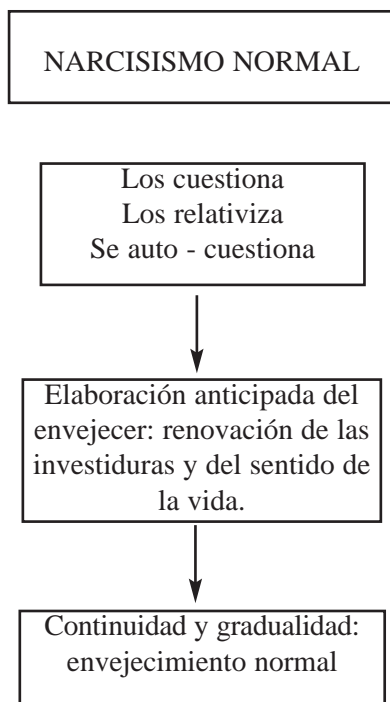 NARCISISMO NORMAL
Los cuestiona
Los relativiza
Se auto - cuestiona
Elaboración anticipada del
envejecer: renovación de las
investiduras y del sentido de
la vida.
Continuidad y gradualidad:
envejecimiento normal